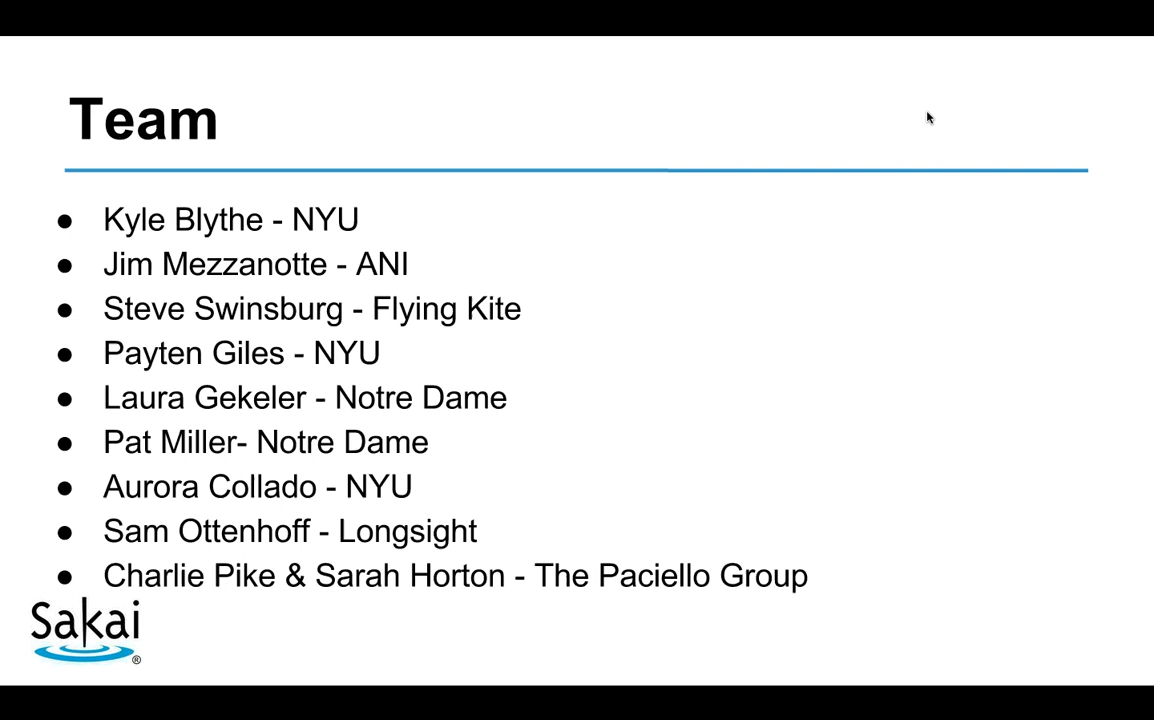 Team
● Kyle Blythe - NYU
● Jim Mezzanotte - ANI
● Steve Swinsburg - Flying Kite
● Payten Giles - NYU
● Laura Gekeler - Notre Dame
● Pat Miller- Notre Dame
● Aurora Collado - NYU
● Sam Ottenhoff - Longsight
● Charlie Pike & Sarah Horton - The Paciello Group
Sakai
®